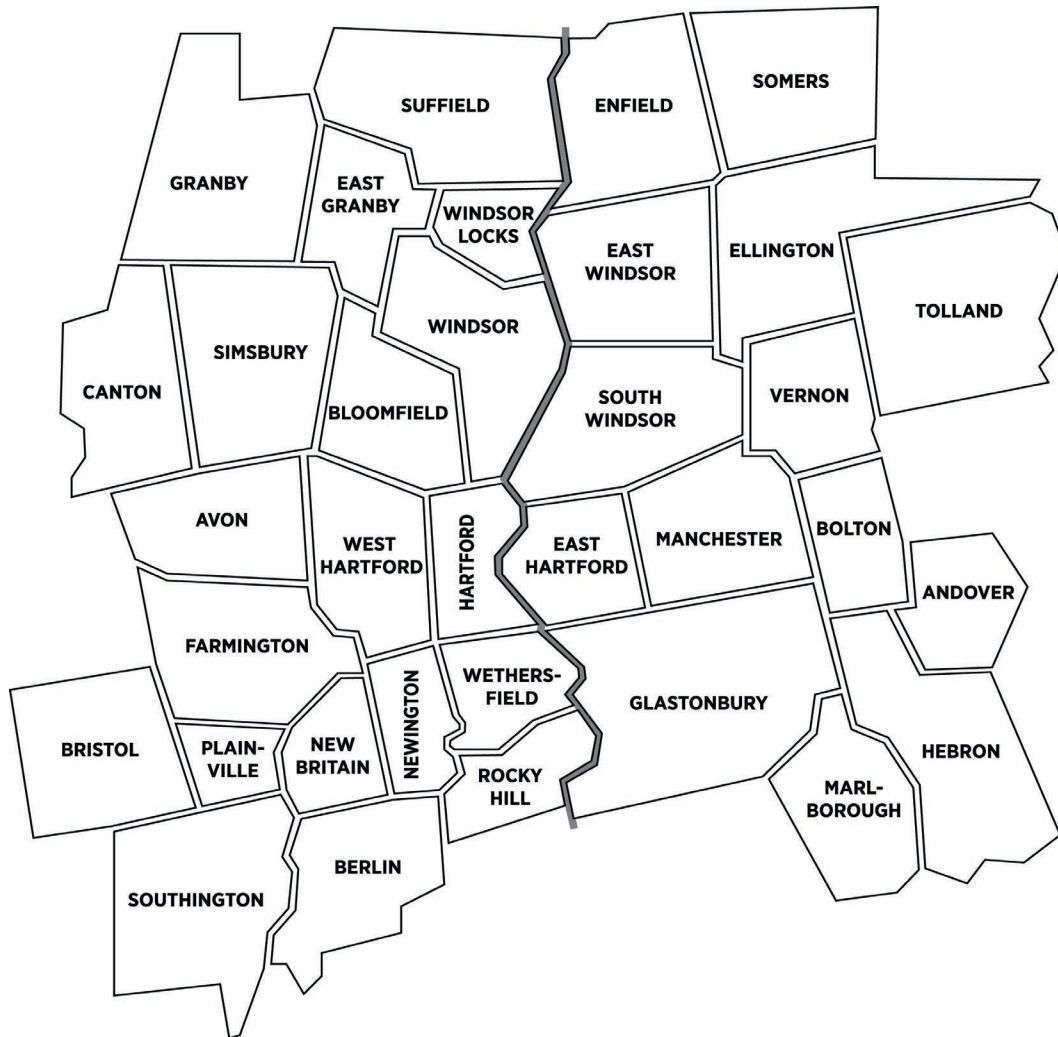 SUFFIELD
ENFIELD
SOMERS
GRANBY
EAST
GRANBY
WINDSOR
LOCKS
EAST
WINDSOR
ELLINGTON
TOLLAND
WINDSOR
SIMSBURY
CANTON
BLOOMFIELD
SOUTH
WINDSOR
VERNON
AVON
WEST
HARTFORD
HARTFORD
EAST
HARTFORD
MANCHESTER
BOLTON
ANDOVER
FARMINGTON
WETHERS-
FIELD
GLASTONBURY
BRISTOL
PLAIN-
VILLE
NEW
BRITAIN
NEWINGTON
ROCKY
HILL
HEBRON
MARL-
BOROUGH
BERLIN
SOUTHINGTON